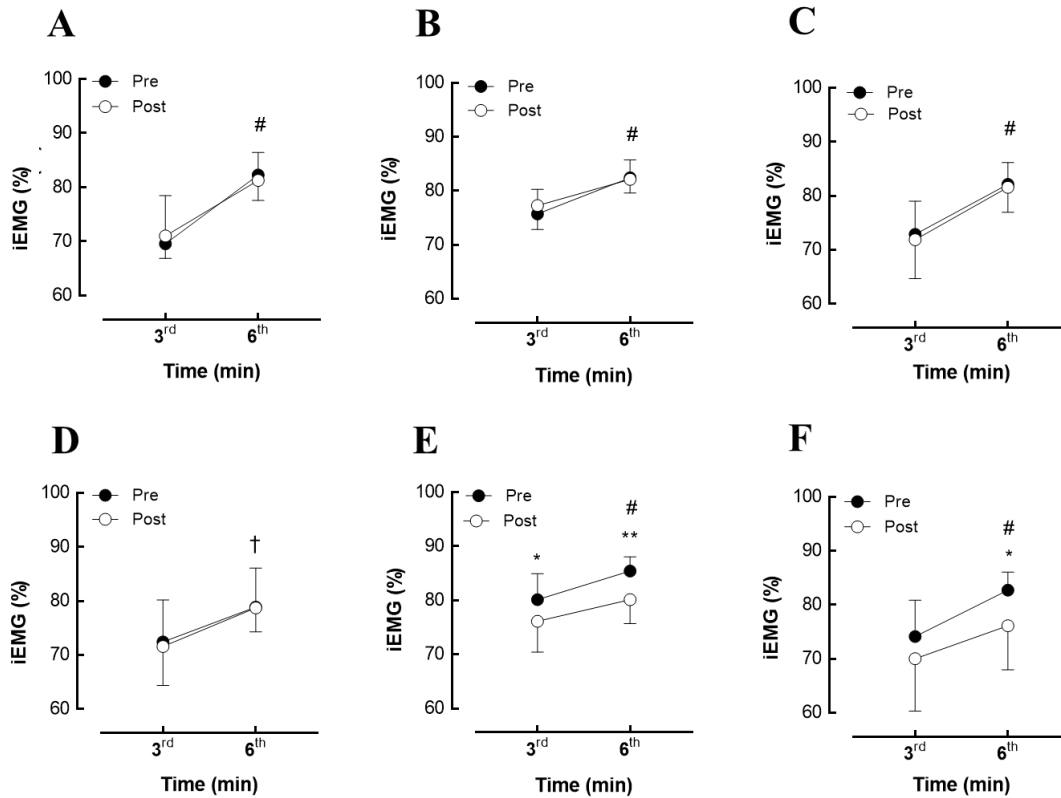 A
100
90
80
70
60
iEMG (%)
Pre
Post
#
3rd
6th
Time (min)
B
100
90
80
70
60
iEMG (%)
Pre
Post
#
3rd
6th
Time (min)
C
100
90
80
70
60
iEMG (%)
Pre
Post
#
3rd
6th
Time (min)
D
100
90
80
70
60
iEMG (%)
Pre
Post
†
3rd
6th
Time (min)
E
100
90
80
70
60
iEMG (%)
Pre
Post
*
#
**
3rd
6th
Time (min)
F
100
90
80
70
60
iEMG (%)
Pre
Post
#
*
3rd
6th
Time (min)